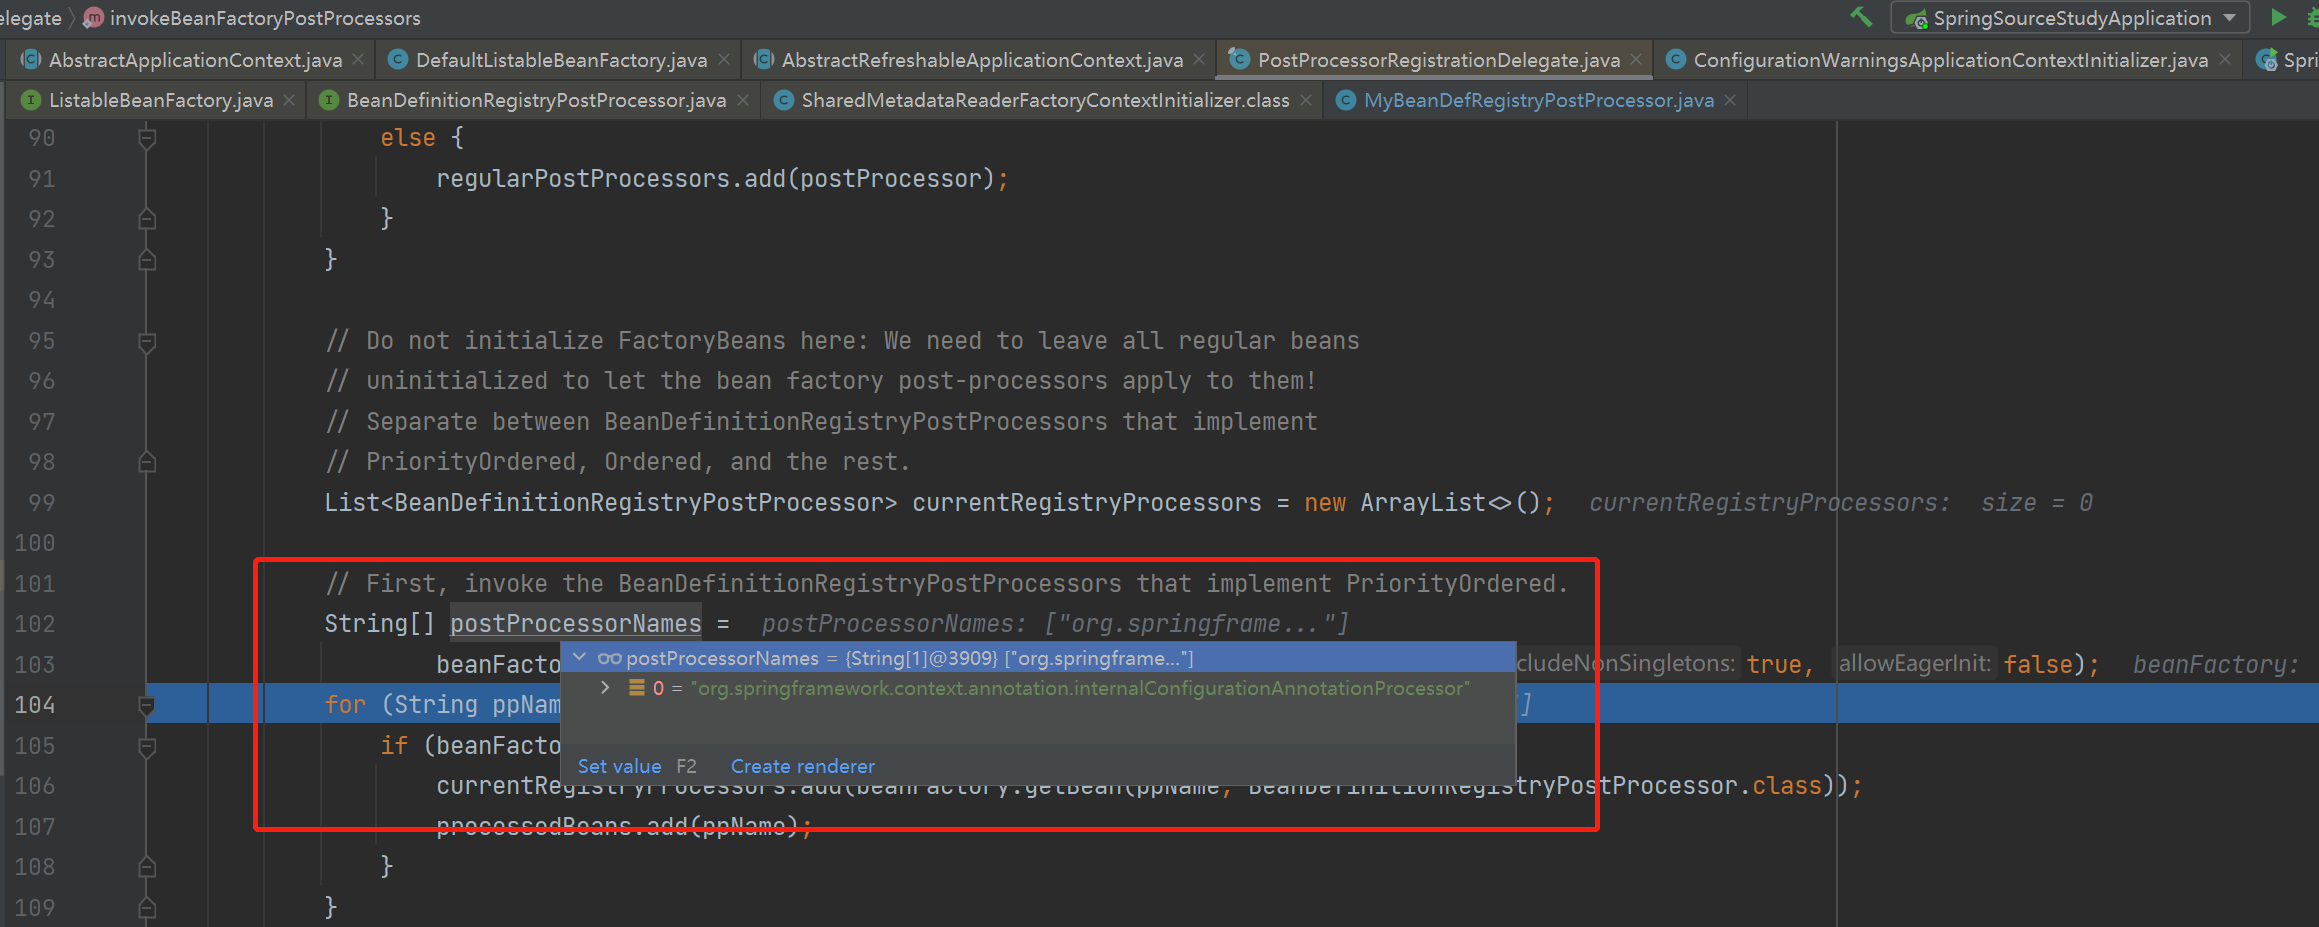 elegate > invokeBeanFactoryPostProcessors SpringSourceStudyApplication
AbstractApplicationContext.java DefaultListableBeanFactory.java AbstractRefreshableApplicationContext.java PostProcessorRegistrationDelegate.java ConfigurationWarningsApplicationContextInitializer.java Spri
ListableBeanFactory.java BeanDefinitionRegistryPostProcessor.java SharedMetadataReaderFactoryContextInitializer.class MyBeanDefRegistryPostProcessor.java
90 else {
91 regularPostProcessors.add(postProcessor);
92 }
93 }
94
95 // Do not initialize FactoryBeans here: We need to leave all regular beans
96 // uninitialized to let the bean factory post-processors apply to them!
97 // Separate between BeanDefinitionRegistryPostProcessors that implement
98 // PriorityOrdered, Ordered, and the rest.
99 List<BeanDefinitionRegistryPostProcessor> currentRegistryProcessors = new ArrayList<>(); currentRegistryProcessors: size = 0
100
101 // First, invoke the BeanDefinitionRegistryPostProcessors that implement PriorityOrdered.
102 String[] postProcessorNames = postProcessorNames: ["org.springframe..."]
103 beanFacto cludeNonSingletons: true, allowEagerInit: false); beanFactory:
postProcessorNames = {String[1]@3909} ["org.springframe..."]
0 = "org.springframework.context.annotation.internalConfigurationAnnotationProcessor"
104 for (String ppNam ]
105 if (beanFacto
Set value F2 Create renderer
106 currentRegistryProcessors.add(beanFactory.getBean(ppName, BeanDefinitionRegistryPostProcessor.class));
107 processedBeans.add(ppName);
108 }
109 }